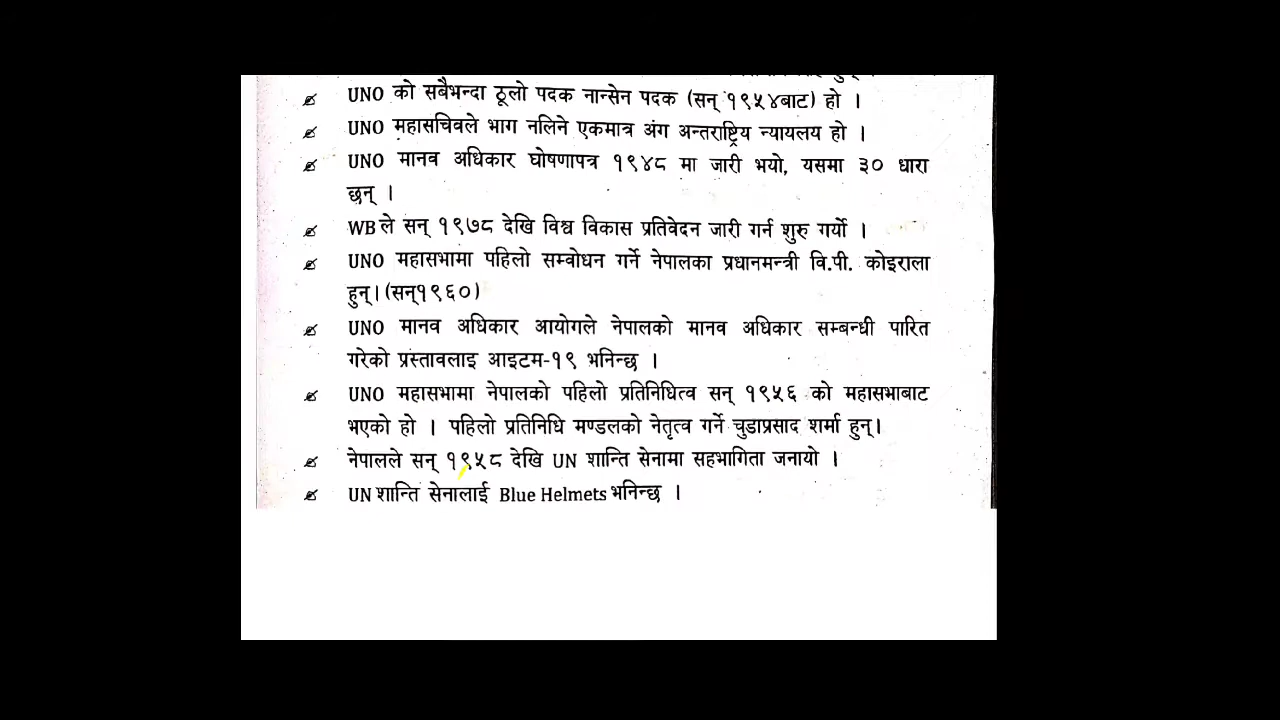 UNO को सबैभन्दा ठूलो पदक नान्सेन पदक (सन् १९५४बाट) हो ।
UNO महासचिवले भाग नलिने एकमात्र अंग अन्तराष्ट्रिय न्यायलय हो ।
UNO मानव अधिकार घोषणापत्र १९४८ मा जारी भयो, यसमा ३० धारा
छन् ।
WB ले सन् १९७८ देखि विश्व विकास प्रतिवेदन जारी गर्न शुरु गर्यो ।
UNO महासभामा पहिलो सम्वोधन गर्ने नेपालका प्रधानमन्त्री वि.पी. कोइराला
हुन्। (सन्१९६०)
UNO मानव अधिकार आयोगले नेपालको मानव अधिकार सम्बन्धी पारित
गरेको प्रस्तावलाइ आइटम-१९ भनिन्छ ।
UNO महासभामा नेपालको पहिलो प्रतिनिधित्व सन् १९५६ को महासभाबाट
भएको हो । पहिलो प्रतिनिधि मण्डलको नेतृत्व गर्ने चुडाप्रसाद शर्मा हुन्।
नेपालले सन् १९५८ देखि UN शान्ति सेनामा सहभागिता जनायो ।
UN शान्ति सेनालाई Blue Helmets भनिन्छ ।